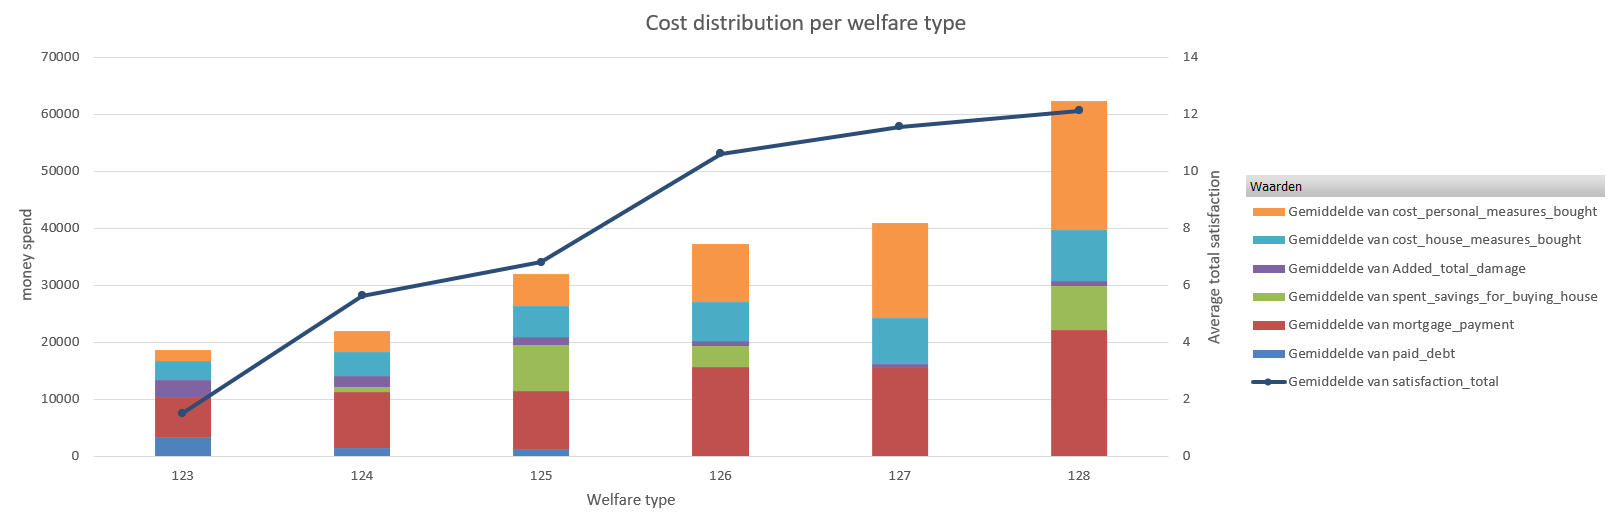 Cost distribution per welfare type
70000
60000
50000
40000
30000
20000
10000
0
money spend
14
12
10
8
6
4
2
0
Average total satisfaction
123 124 125 126 127 128
Welfare type
Waarden
Gemiddelde van cost_personal_measures_bought
Gemiddelde van cost_house_measures_bought
Gemiddelde van Added_total_damage
Gemiddelde van spent_savings_for_buying_house
Gemiddelde van mortgage_payment
Gemiddelde van paid_debt
Gemiddelde van satisfaction_total